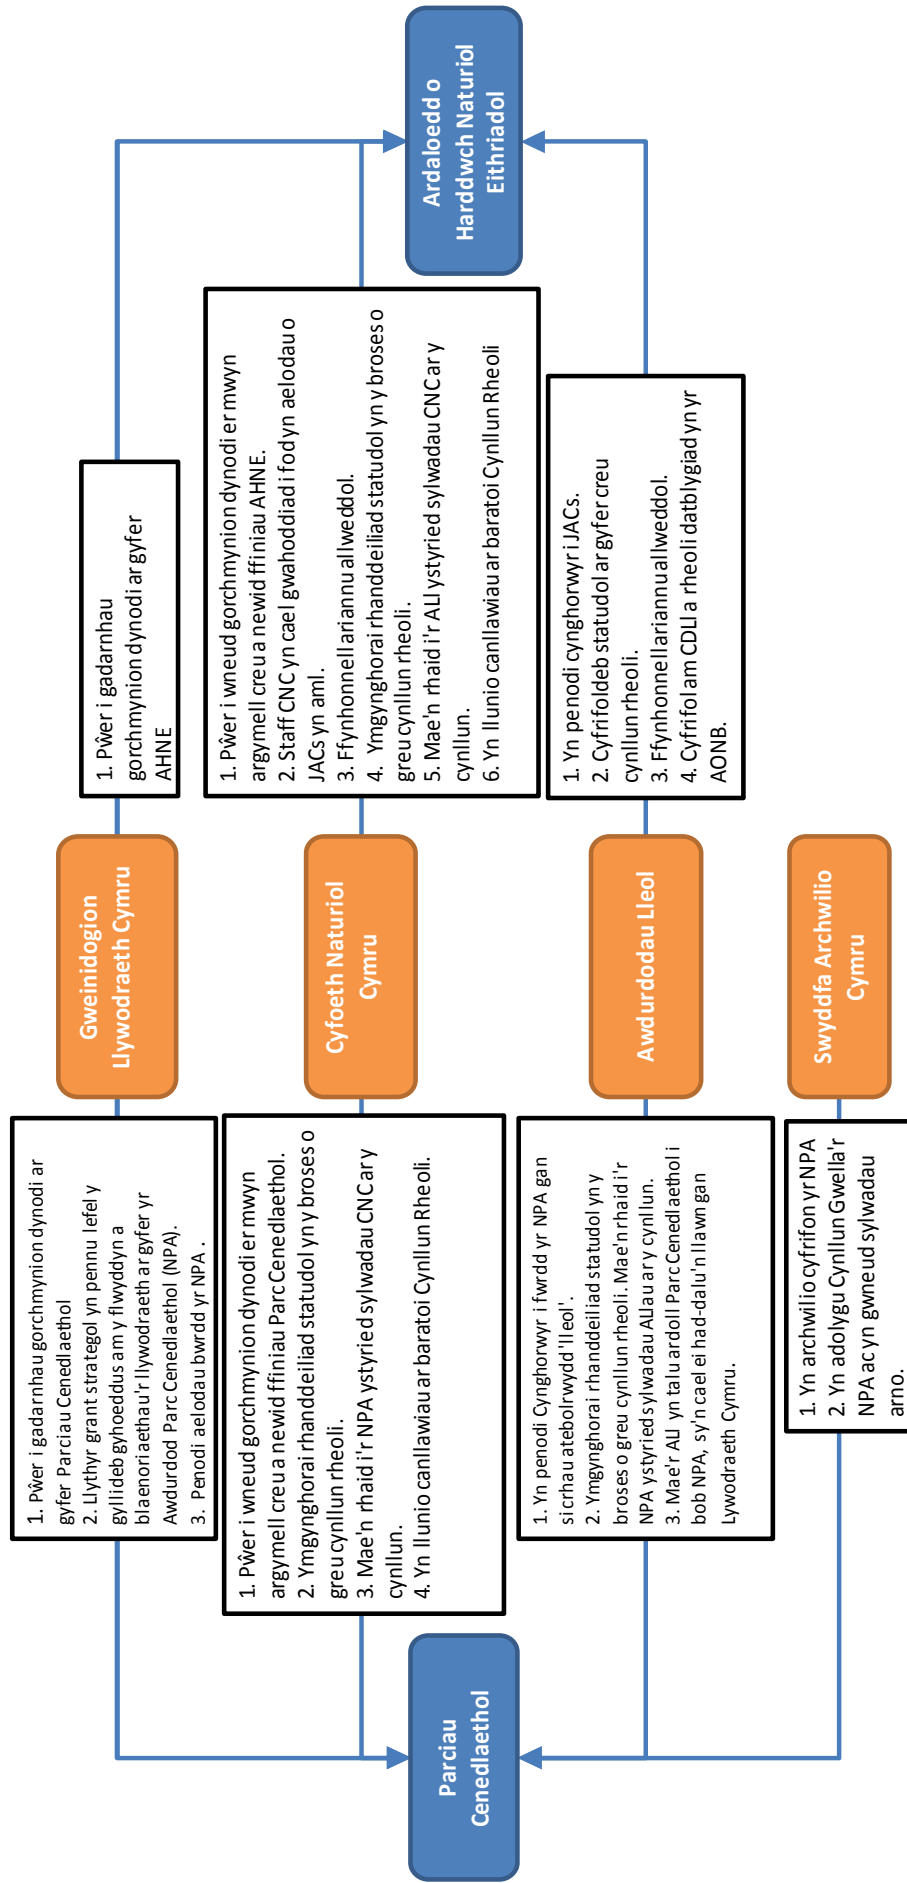 Gweinidogion
Llywodraeth Cymru
Cyfoeth Naturiol
Cymru
Awdurdodau Lleol
Swyddfa Archwilio
Cymru
Parciau
Cenedlaethol
Ardaloedd o
Harddwch Naturiol
Eithriadol
1. Pŵer i gadarnhau gorchmynion dynodi ar
gyfer Parciau Cenedlaethol
2. Llythyr grant strategol yn pennu lefel y
gyllideb gyhoeddus am y flwyddyn a
blaenoriaethau'r llywodraeth ar gyfer yr
Awdurdod Parc Cenedlaethol (NPA).
3. Penodi aelodau bwrdd yr NPA .
1. Pŵer i wneud gorchmynion dynodi er mwyn
argymell creu a newid ffiniau Parc Cenedlaethol.
2. Ymgynghorai rhanddeiliad statudol yn y broses o
greu cynllun rheoli.
3. Mae'n rhaid i'r NPA ystyried sylwadau CNC ar y
cynllun.
4. Yn llunio canllawiau ar baratoi Cynllun Rheoli.
1. Yn penodi Cynghorwyr i fwrdd yr NPA gan
sicrhau atebolrwydd 'lleol'.
2. Ymgynghorai rhanddeiliad statudol yn y
broses o greu cynllun rheoli. Mae'n rhaid i'r
NPA ystyried sylwadau ALlau ar y cynllun.
3. Mae'r ALl yn talu ardoll Parc Cenedlaethol i
bob NPA, sy'n cael ei had-dalu'n llawn gan
Lywodraeth Cymru.
1. Yn archwilio cyfrifon yr NPA
2. Yn adolygu Cynllun Gwella'r
NPA ac yn gwneud sylwadau
arno.
1. Pŵer i gadarnhau
gorchmynion dynodi ar gyfer
AHNE
1. Pŵer i wneud gorchmynion dynodi er mwyn
argymell creu a newid ffiniau AHNE.
2. Staff CNC yn cael gwahoddiad i fod yn aelodau o
JACs yn aml.
3. Ffynhonnell ariannu allweddol.
4. Ymgynghorai rhanddeiliad statudol yn y broses o
greu cynllun rheoli.
5. Mae'n rhaid i'r ALl ystyried sylwadau CNC ar y
cynllun.
6. Yn llunio canllawiau ar baratoi Cynllun Rheoli
1. Yn penodi cynghorwyr i JACs.
2. Cyfrifoldeb statudol ar gyfer creu
cynllun rheoli.
3. Ffynhonnell ariannu allweddol.
4. Cyfrifol am CDLl a rheoli datblygiad yn yr
AONB.